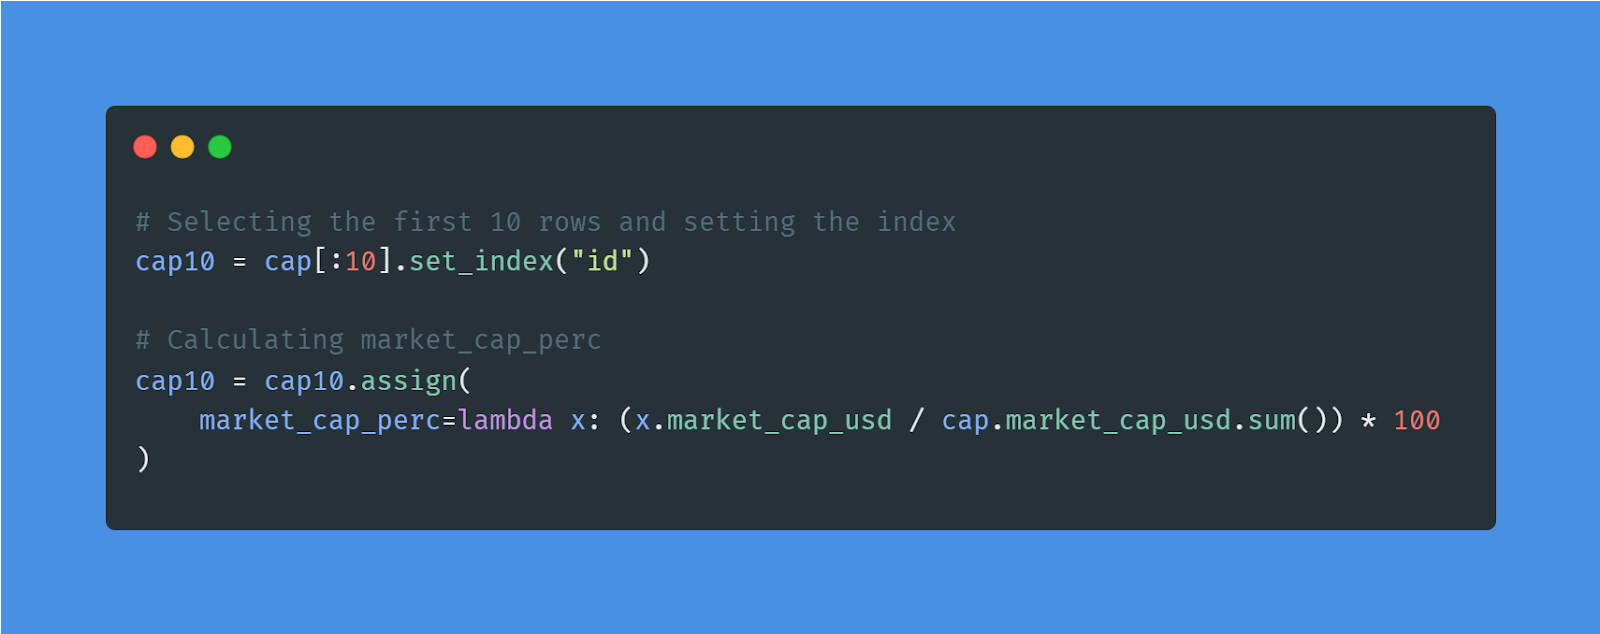 # Selecting the first 10 rows and setting the index
cap10 = cap[:10].set_index("id")
# Calculating market_cap_perc
cap10 = cap10.assign(
    market_cap_perc=lambda x: (x.market_cap_usd / cap.market_cap_usd.sum()) * 100
)